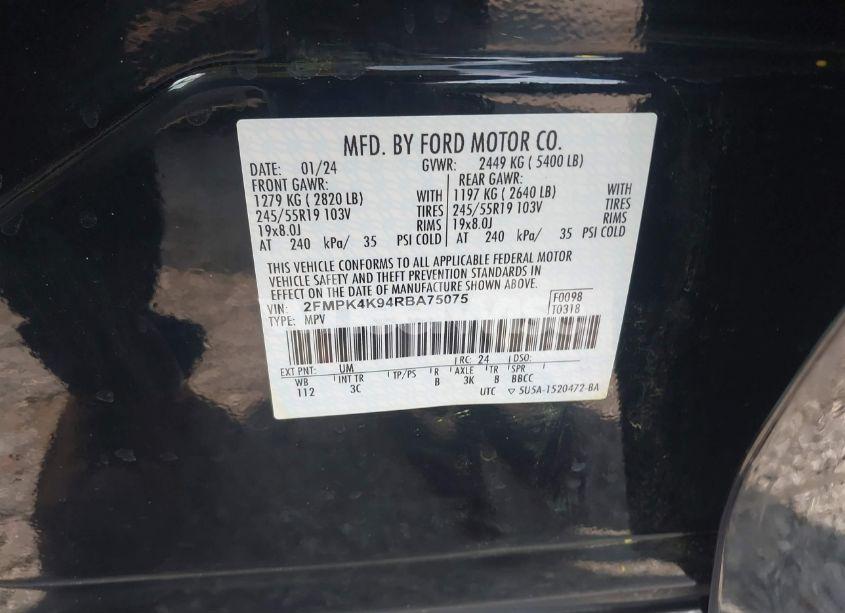 MFD. BY FORD MOTOR CO.
DATE: 01/24 GVWR: 2449 KG ( 5400 LB)
FRONT GAWR: REAR GAWR:
1279 KG ( 2820 LB) WITH 1197 KG ( 2640 LB) WITH
245/55R19 103V TIRES 245/55R19 103V TIRES
19x8.0J RIMS 19x8.0J RIMS
AT 240 kPa/ 35 PSI COLD AT 240 kPa/ 35 PSI COLD
THIS VEHICLE CONFORMS TO ALL APPLICABLE FEDERAL MOTOR
VEHICLE SAFETY AND THEFT PREVENTION STANDARDS IN
EFFECT ON THE DATE OF MANUFACTURE SHOWN ABOVE.
VIN: 2FMPK4K94RBA75075 F0098
TYPE: MPV T0318
RC: 24 DSO:
EXT PNT: UM
WB INT TR TP/PS R AXLE TR SPR
112 3C B 3K B BBCC
UTC ▽ 5U5A-1520472-BA